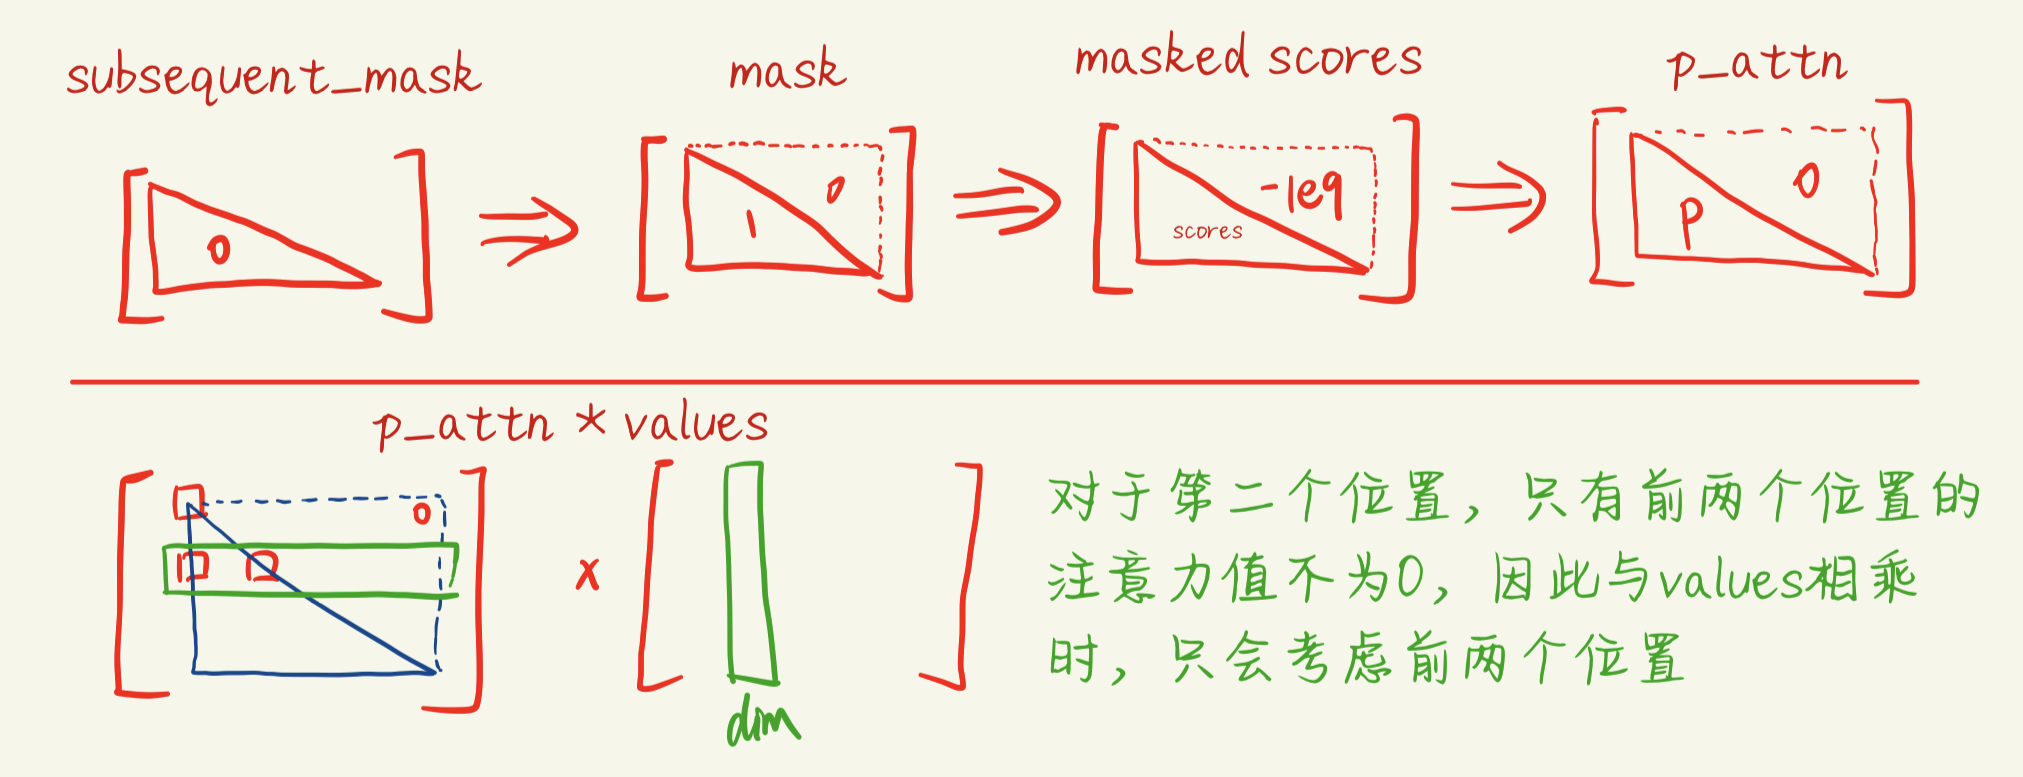 subsequent_mask
mask
masked scores
p_attn
0
1
0
scores
-1e9
p
0
p_attn * values
0
x
dim
对于第二个位置，只有前两个位置的
注意力值不为0，因此与values相乘
时，只会考虑前两个位置